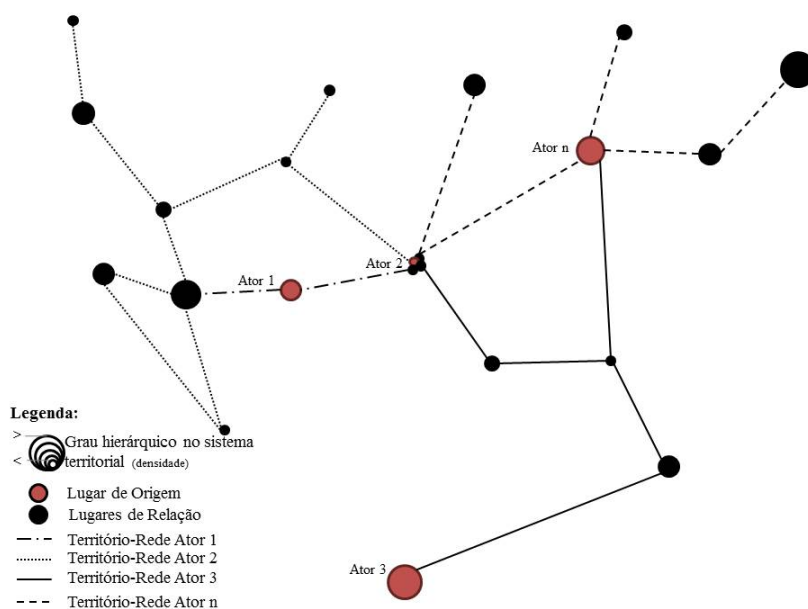 Ator n
Ator 2
Ator 1
Legenda:
>
Grau hierárquico no sistema
<
territorial (densidade)
Lugar de Origem
Lugares de Relação
Território-Rede Ator 1
Território-Rede Ator 2
Território-Rede Ator 3
Território-Rede Ator n
Ator 3